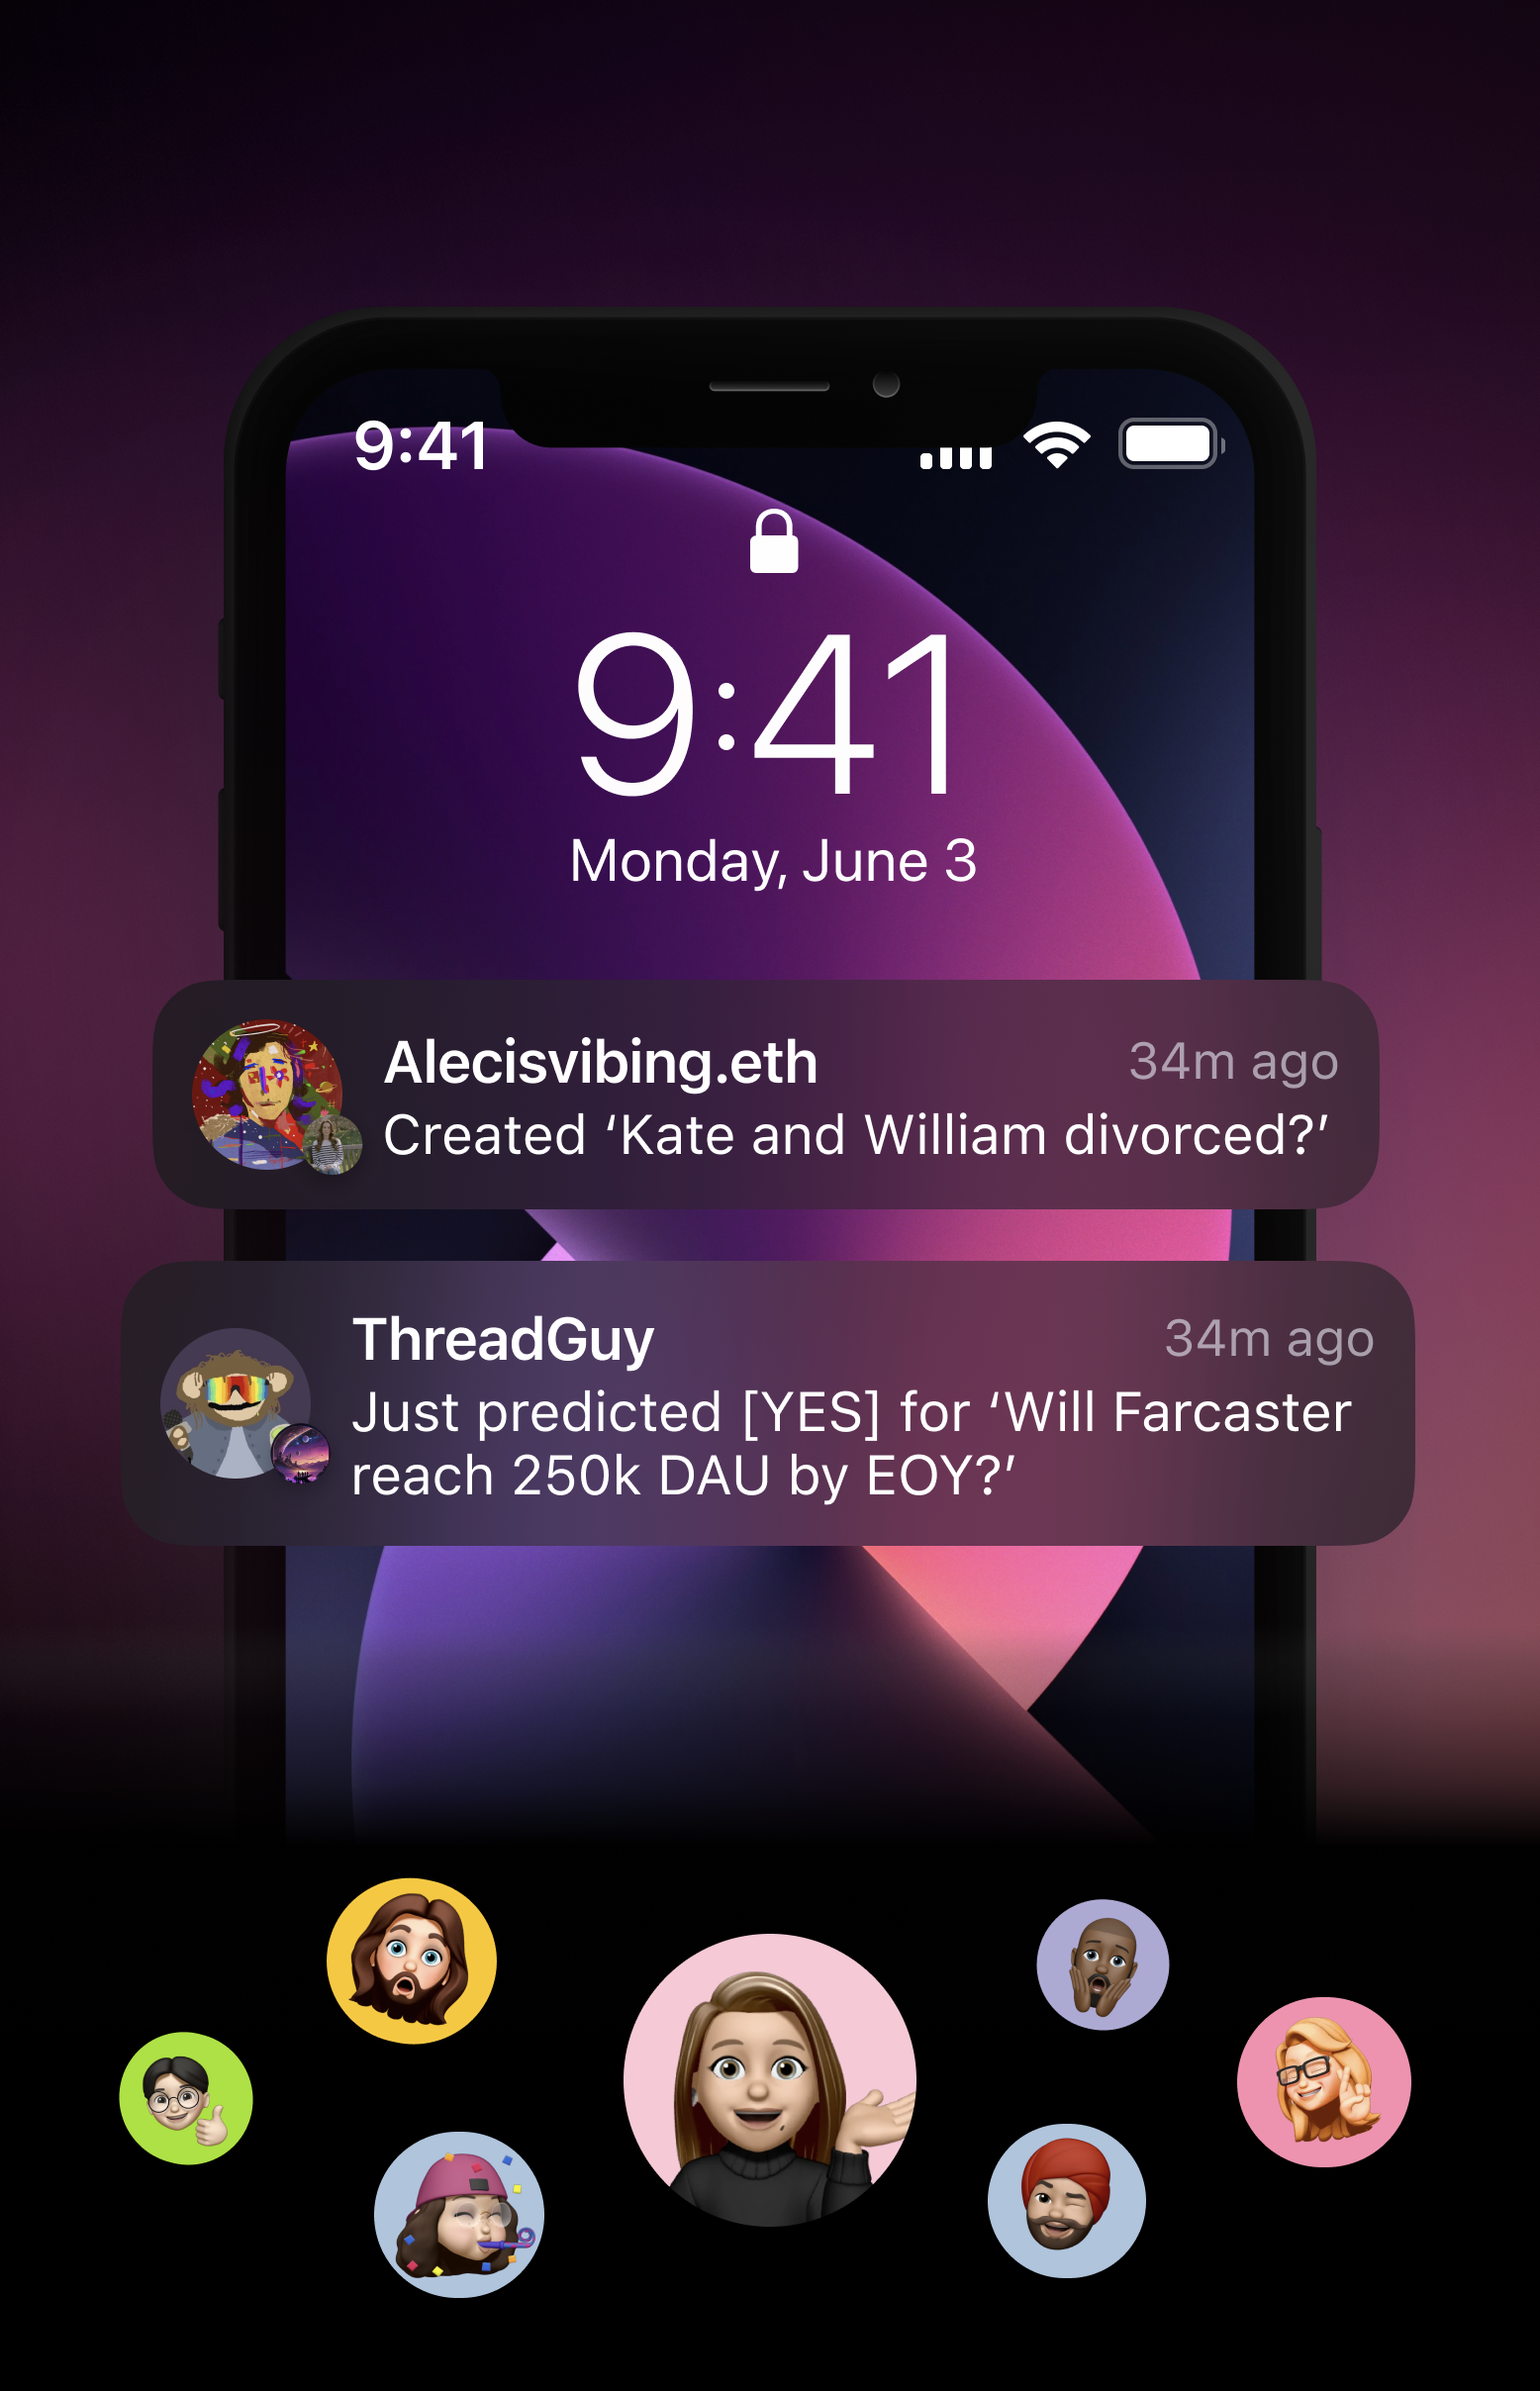 9:41
9:41
Monday, June 3
Alecisvibing.eth
34m ago
Created ‘Kate and William divorced?’
ThreadGuy
34m ago
Just predicted [YES] for ‘Will Farcaster
reach 250k DAU by EOY?’